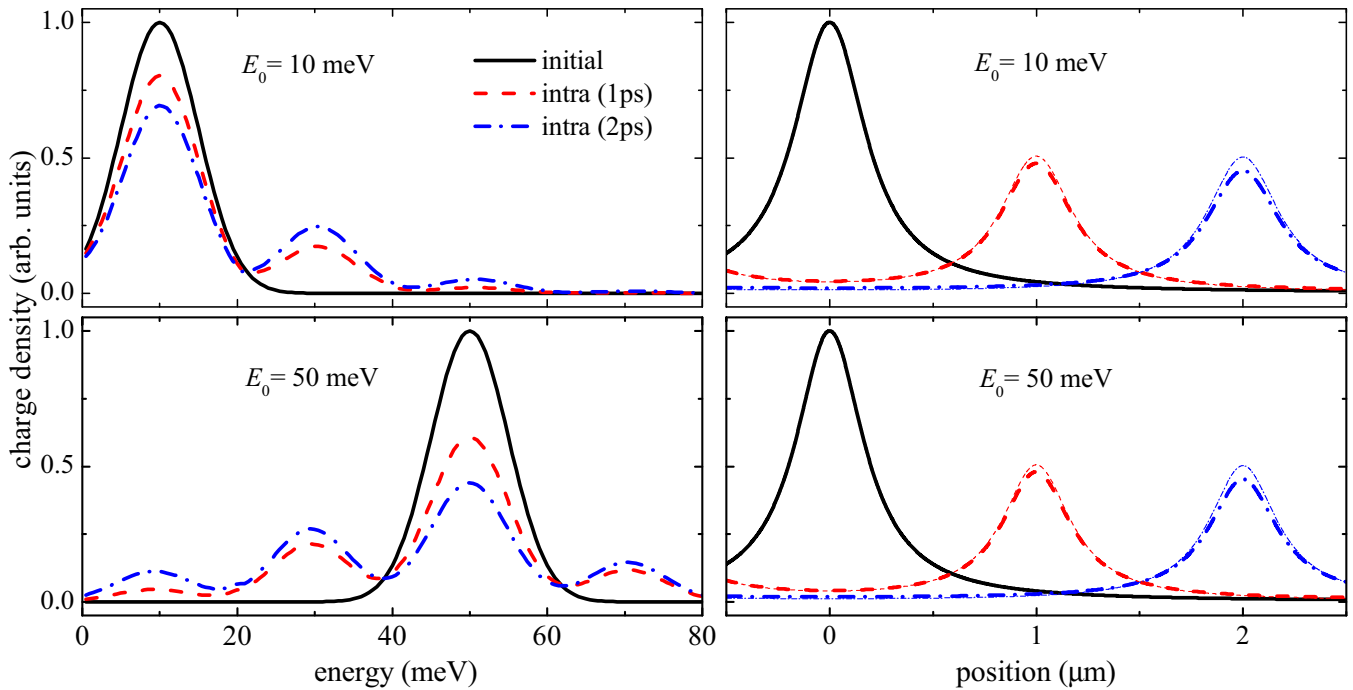 charge density (arb. units)
1.0
0.5
0.0
E0= 10 meV
initial
intra (1ps)
intra (2ps)
E0= 10 meV
1.0
0.5
0.0
E0= 50 meV
E0= 50 meV
0 20 40 60 80
0 1 2
energy (meV)
position (μm)